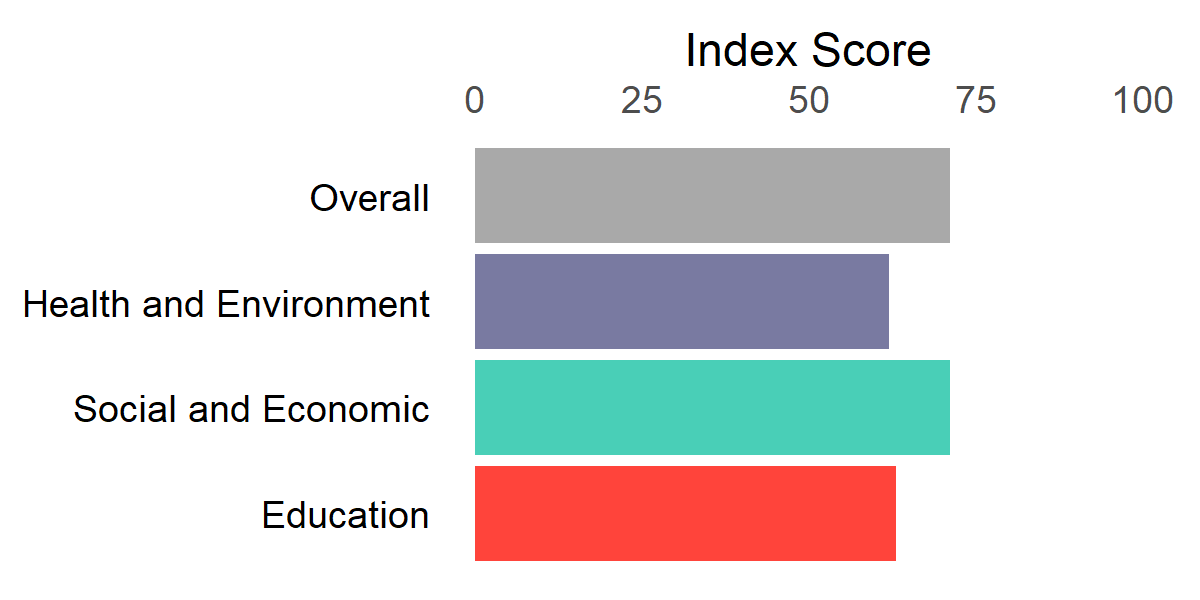 Index Score
0 25 50 75 100
Overall
Health and Environment
Social and Economic
Education